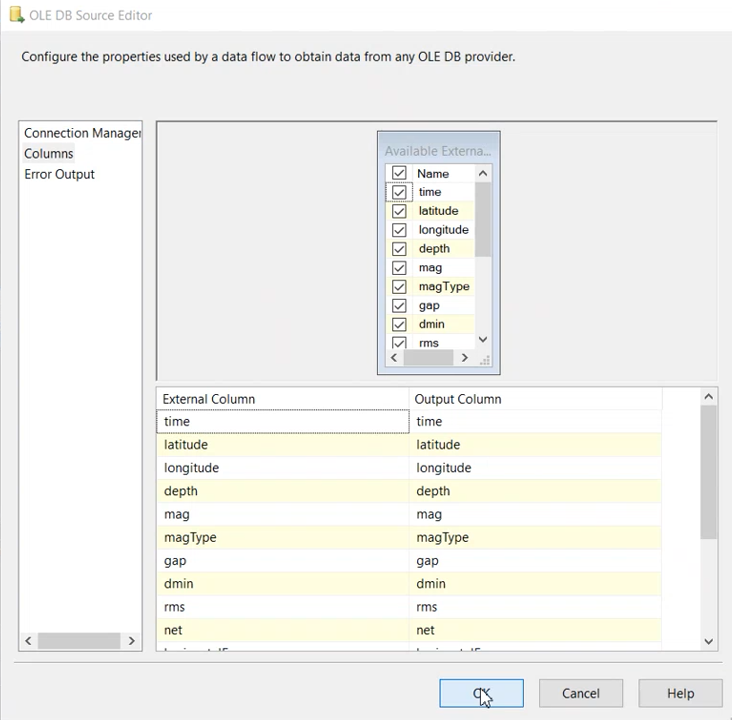 OLE DB Source Editor
Configure the properties used by a data flow to obtain data from any OLE DB provider.
Connection Manager
Columns
Error Output
Available Externa...
Name
time
latitude
longitude
depth
mag
magType
gap
dmin
rms
External Column Output Column
time time
latitude latitude
longitude longitude
depth depth
mag mag
magType magType
gap gap
dmin dmin
rms rms
net net
OK Cancel Help